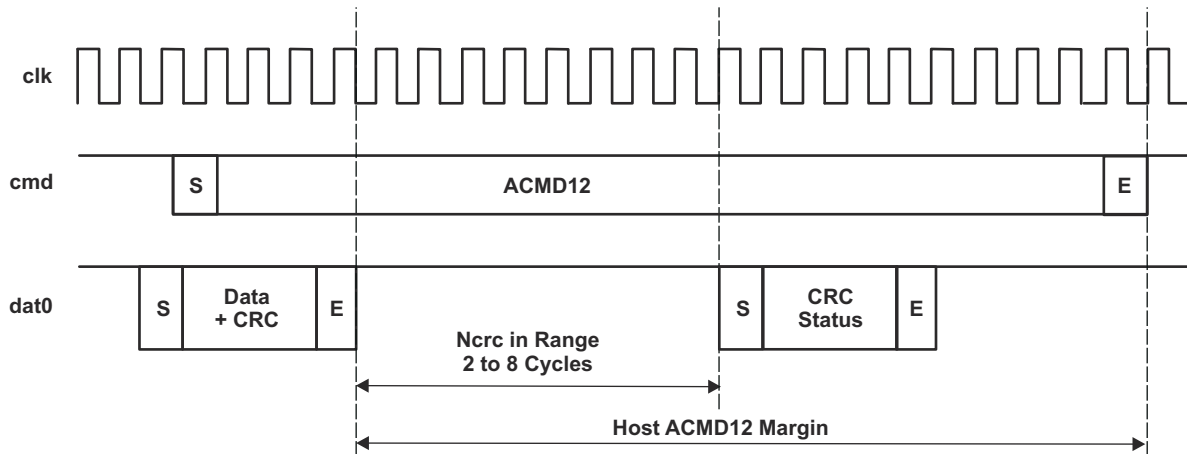 clk
cmd
S
ACMD12
E
dat0
S
Data
+ CRC
E
S
CRC
Status
E
Ncrc in Range
2 to 8 Cycles
Host ACMD12 Margin